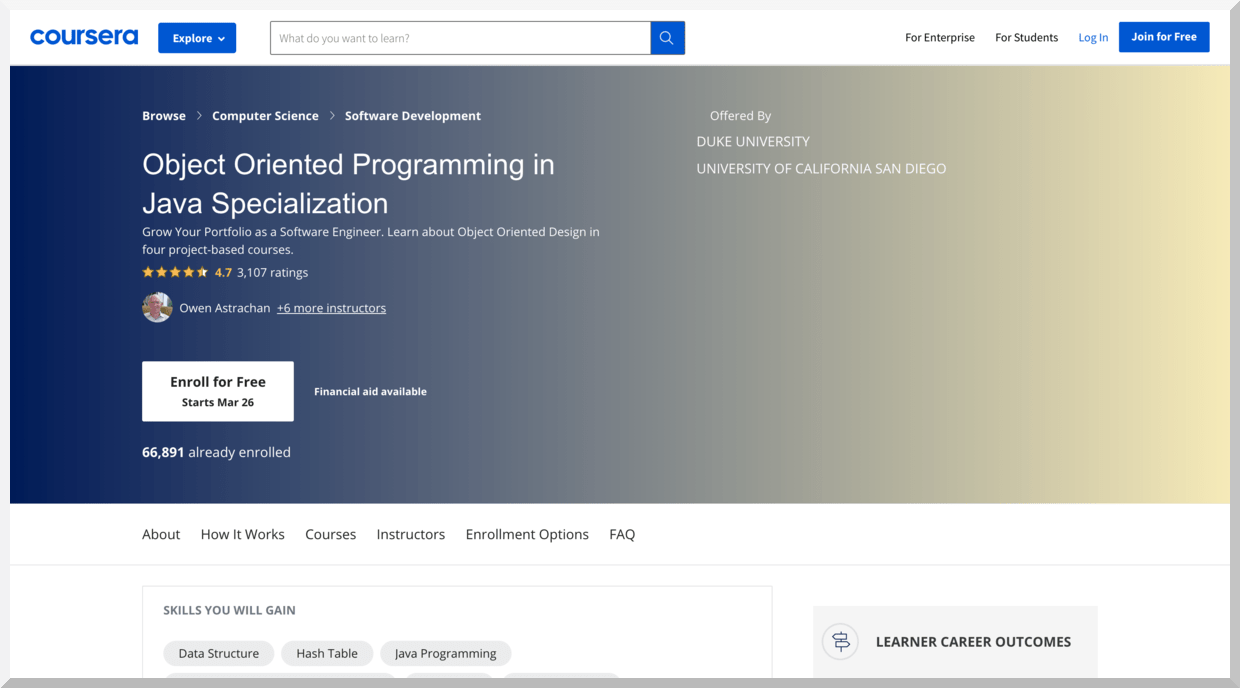 coursera
Explore
What do you want to learn?
For Enterprise
For Students
Log In
Join for Free
Browse > Computer Science > Software Development
Object Oriented Programming in
Java Specialization
Grow Your Portfolio as a Software Engineer. Learn about Object Oriented Design in
four project-based courses.
4.7 3,107 ratings
Owen Astrachan +6 more instructors
Enroll for Free
Starts Mar 26
Financial aid available
66,891 already enrolled
Offered By
DUKE UNIVERSITY
UNIVERSITY OF CALIFORNIA SAN DIEGO
About
How It Works
Courses
Instructors
Enrollment Options
FAQ
SKILLS YOU WILL GAIN
Data Structure
Hash Table
Java Programming
LEARNER CAREER OUTCOMES